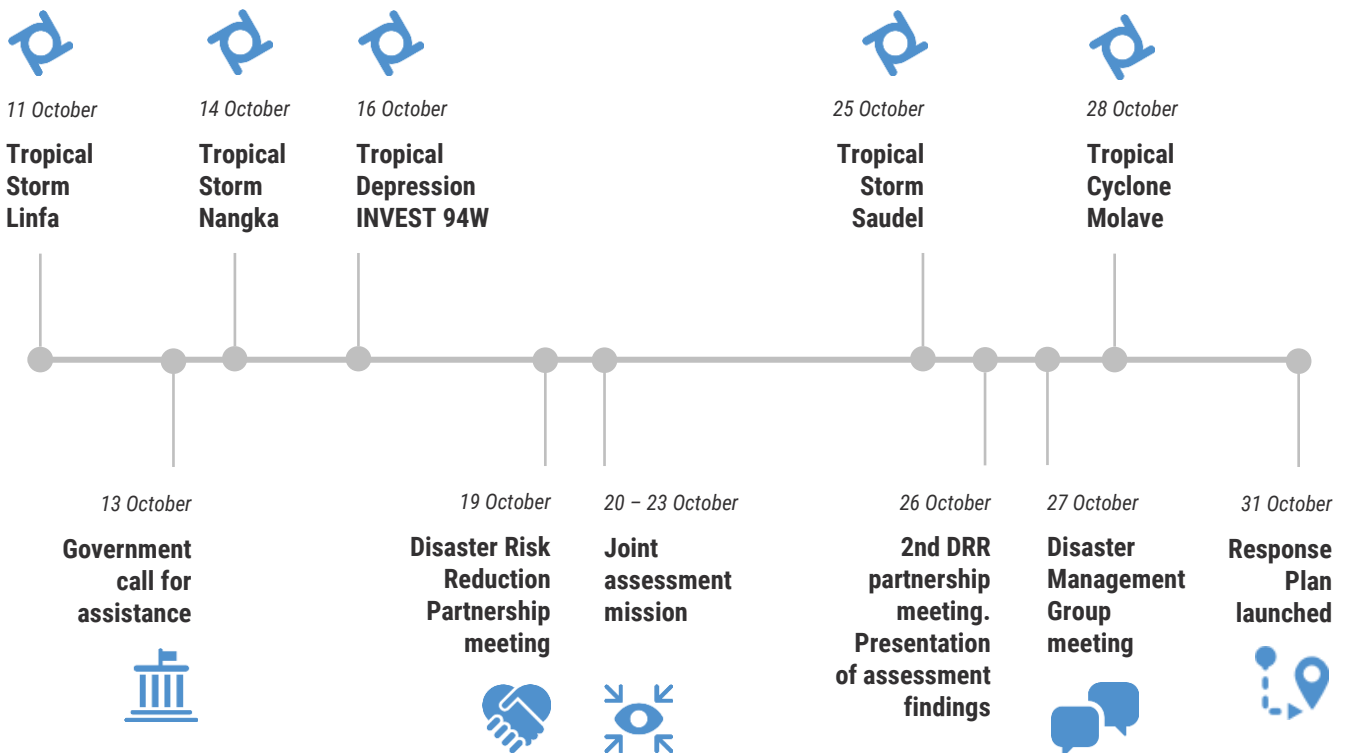 11 October
Tropical
Storm
Linfa
14 October
Tropical
Storm
Nangka
16 October
Tropical
Depression
INVEST 94W
25 October
Tropical
Storm
Saudel
28 October
Tropical
Cyclone
Molave
13 October
Government
call for
assistance
19 October
Disaster Risk
Reduction
Partnership
meeting
20 – 23 October
Joint
assessment
mission
26 October
2nd DRR
partnership
meeting.
Presentation
of assessment
findings
27 October
Disaster
Management
Group
meeting
31 October
Response
Plan
launched